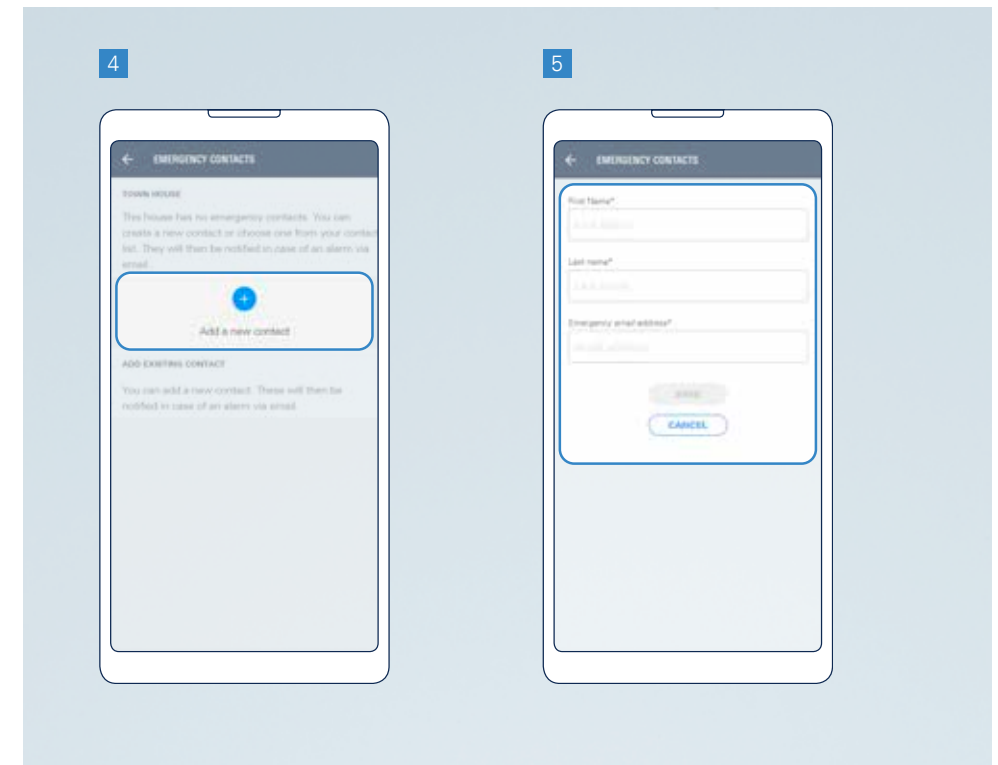 4
EMERGENCY CONTACTS
TOWN HOUSE
This house has no emergency contacts. You can
create a new contact or choose one from your contact
list. They will then be notified in case of an alarm via
email.
+
Add a new contact
ADD EXISTING CONTACT
You can add a new contact. These will then be
notified in case of an alarm via email.
5
EMERGENCY CONTACTS
First Name*
Last name*
Emergency email address*
SAVE
CANCEL